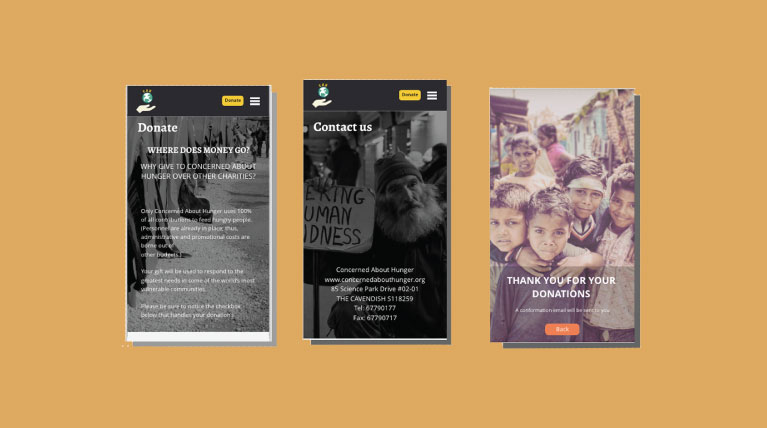 Donate
Donate
WHERE DOES MONEY GO?
WHY GIVE TO CONCERNED ABOUT
HUNGER OVER OTHER CHARITIES?
Only Concerned About Hunger uses 100%
of all contributions to feed hungry people.
(Personnel are already in place; thus,
administrative and promotional costs are
borne out of
other budgets.)
Your gift will be used to respond to the
greatest needs in some of the world's most
vulnerable communities.
Please be sure to notice the checkbox
below that handles your donation's
Donate
Contact us
EKING
UMAN
DNESS
Concerned About Hunger
www.concernedabouthunger.org
85 Science Park Drive #02-01
THE CAVENDISH S118259
Tel: 67790177
Fax: 67790717
THANK YOU FOR YOUR
DONATIONS
A conformation email will be sent to you
Back